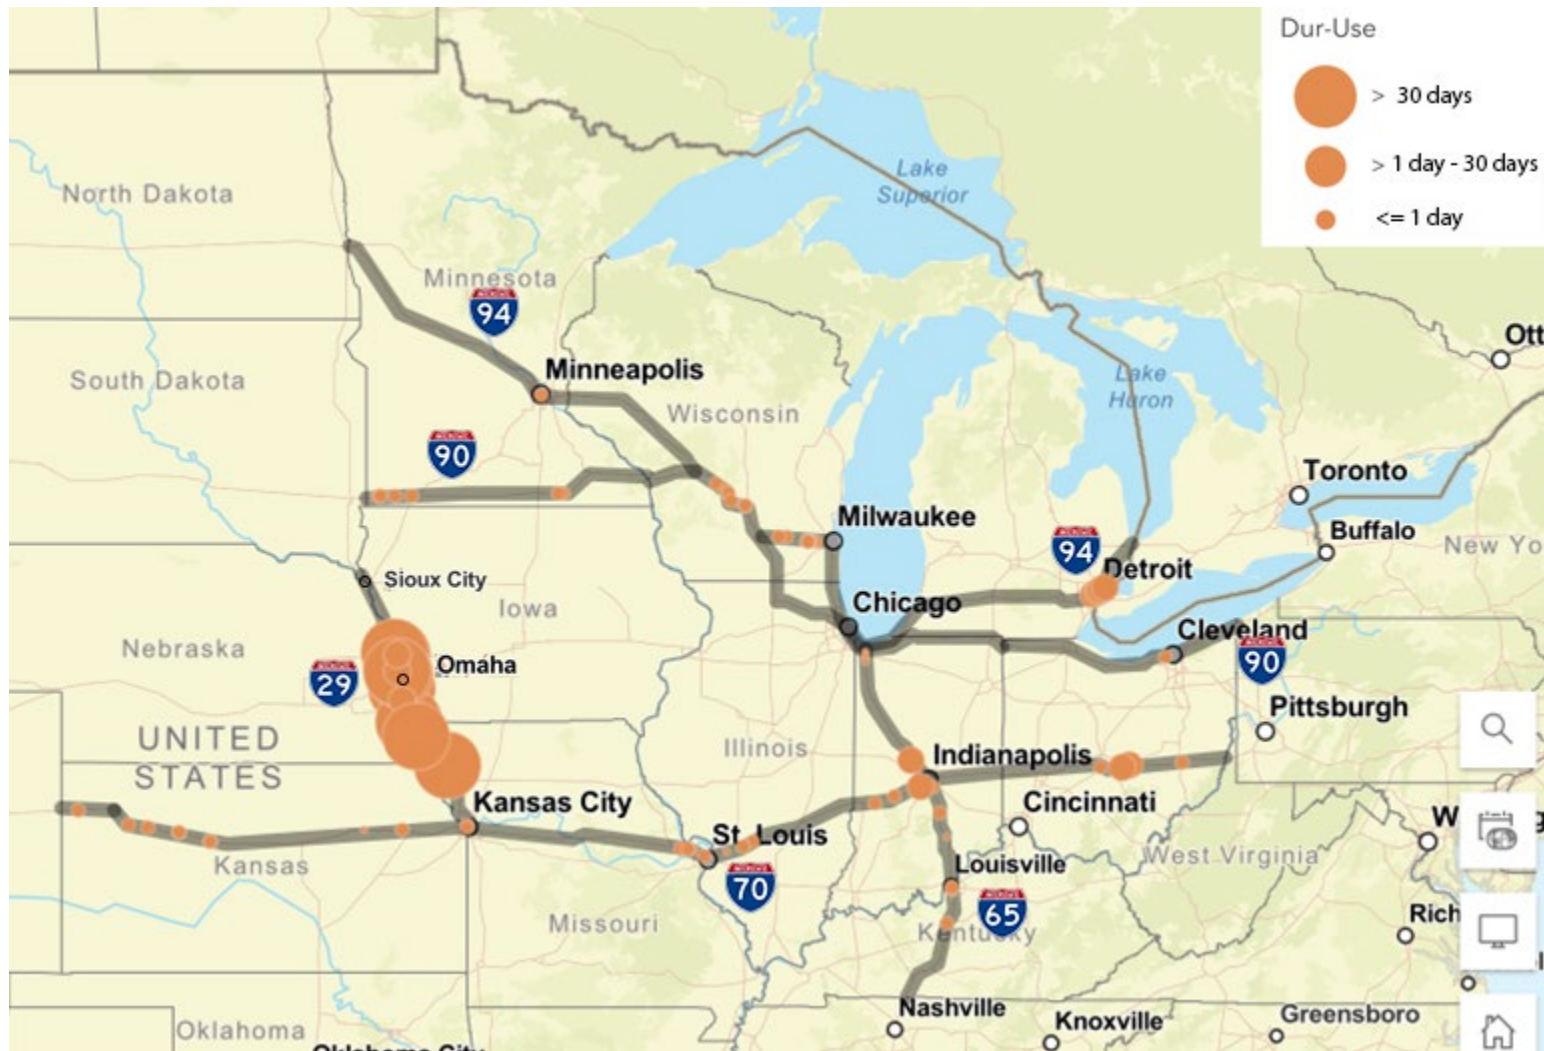 Dur-Use
> 30 days
> 1 day - 30 days
<= 1 day
Lake
Superior
North Dakota
Minnesota
94
Ott
Minneapolis
South Dakota
Lake
Huron
Wisconsin
90
Toronto
Milwaukee
Buffalo
New Yo
94
Detroit
Sioux City
Iowa
Chicago
Cleveland
Nebraska
Omaha
90
29
Pittsburgh
UNITED
STATES
Illinois
Indianapolis
Kansas City
Cincinnati
W
g
St. Louis
Kansas
Louisville
West Virginia
70
65
Missouri
Kentucky
Rich
Nashville
Knoxville
Greensboro
Oklahoma
Oklahoma City